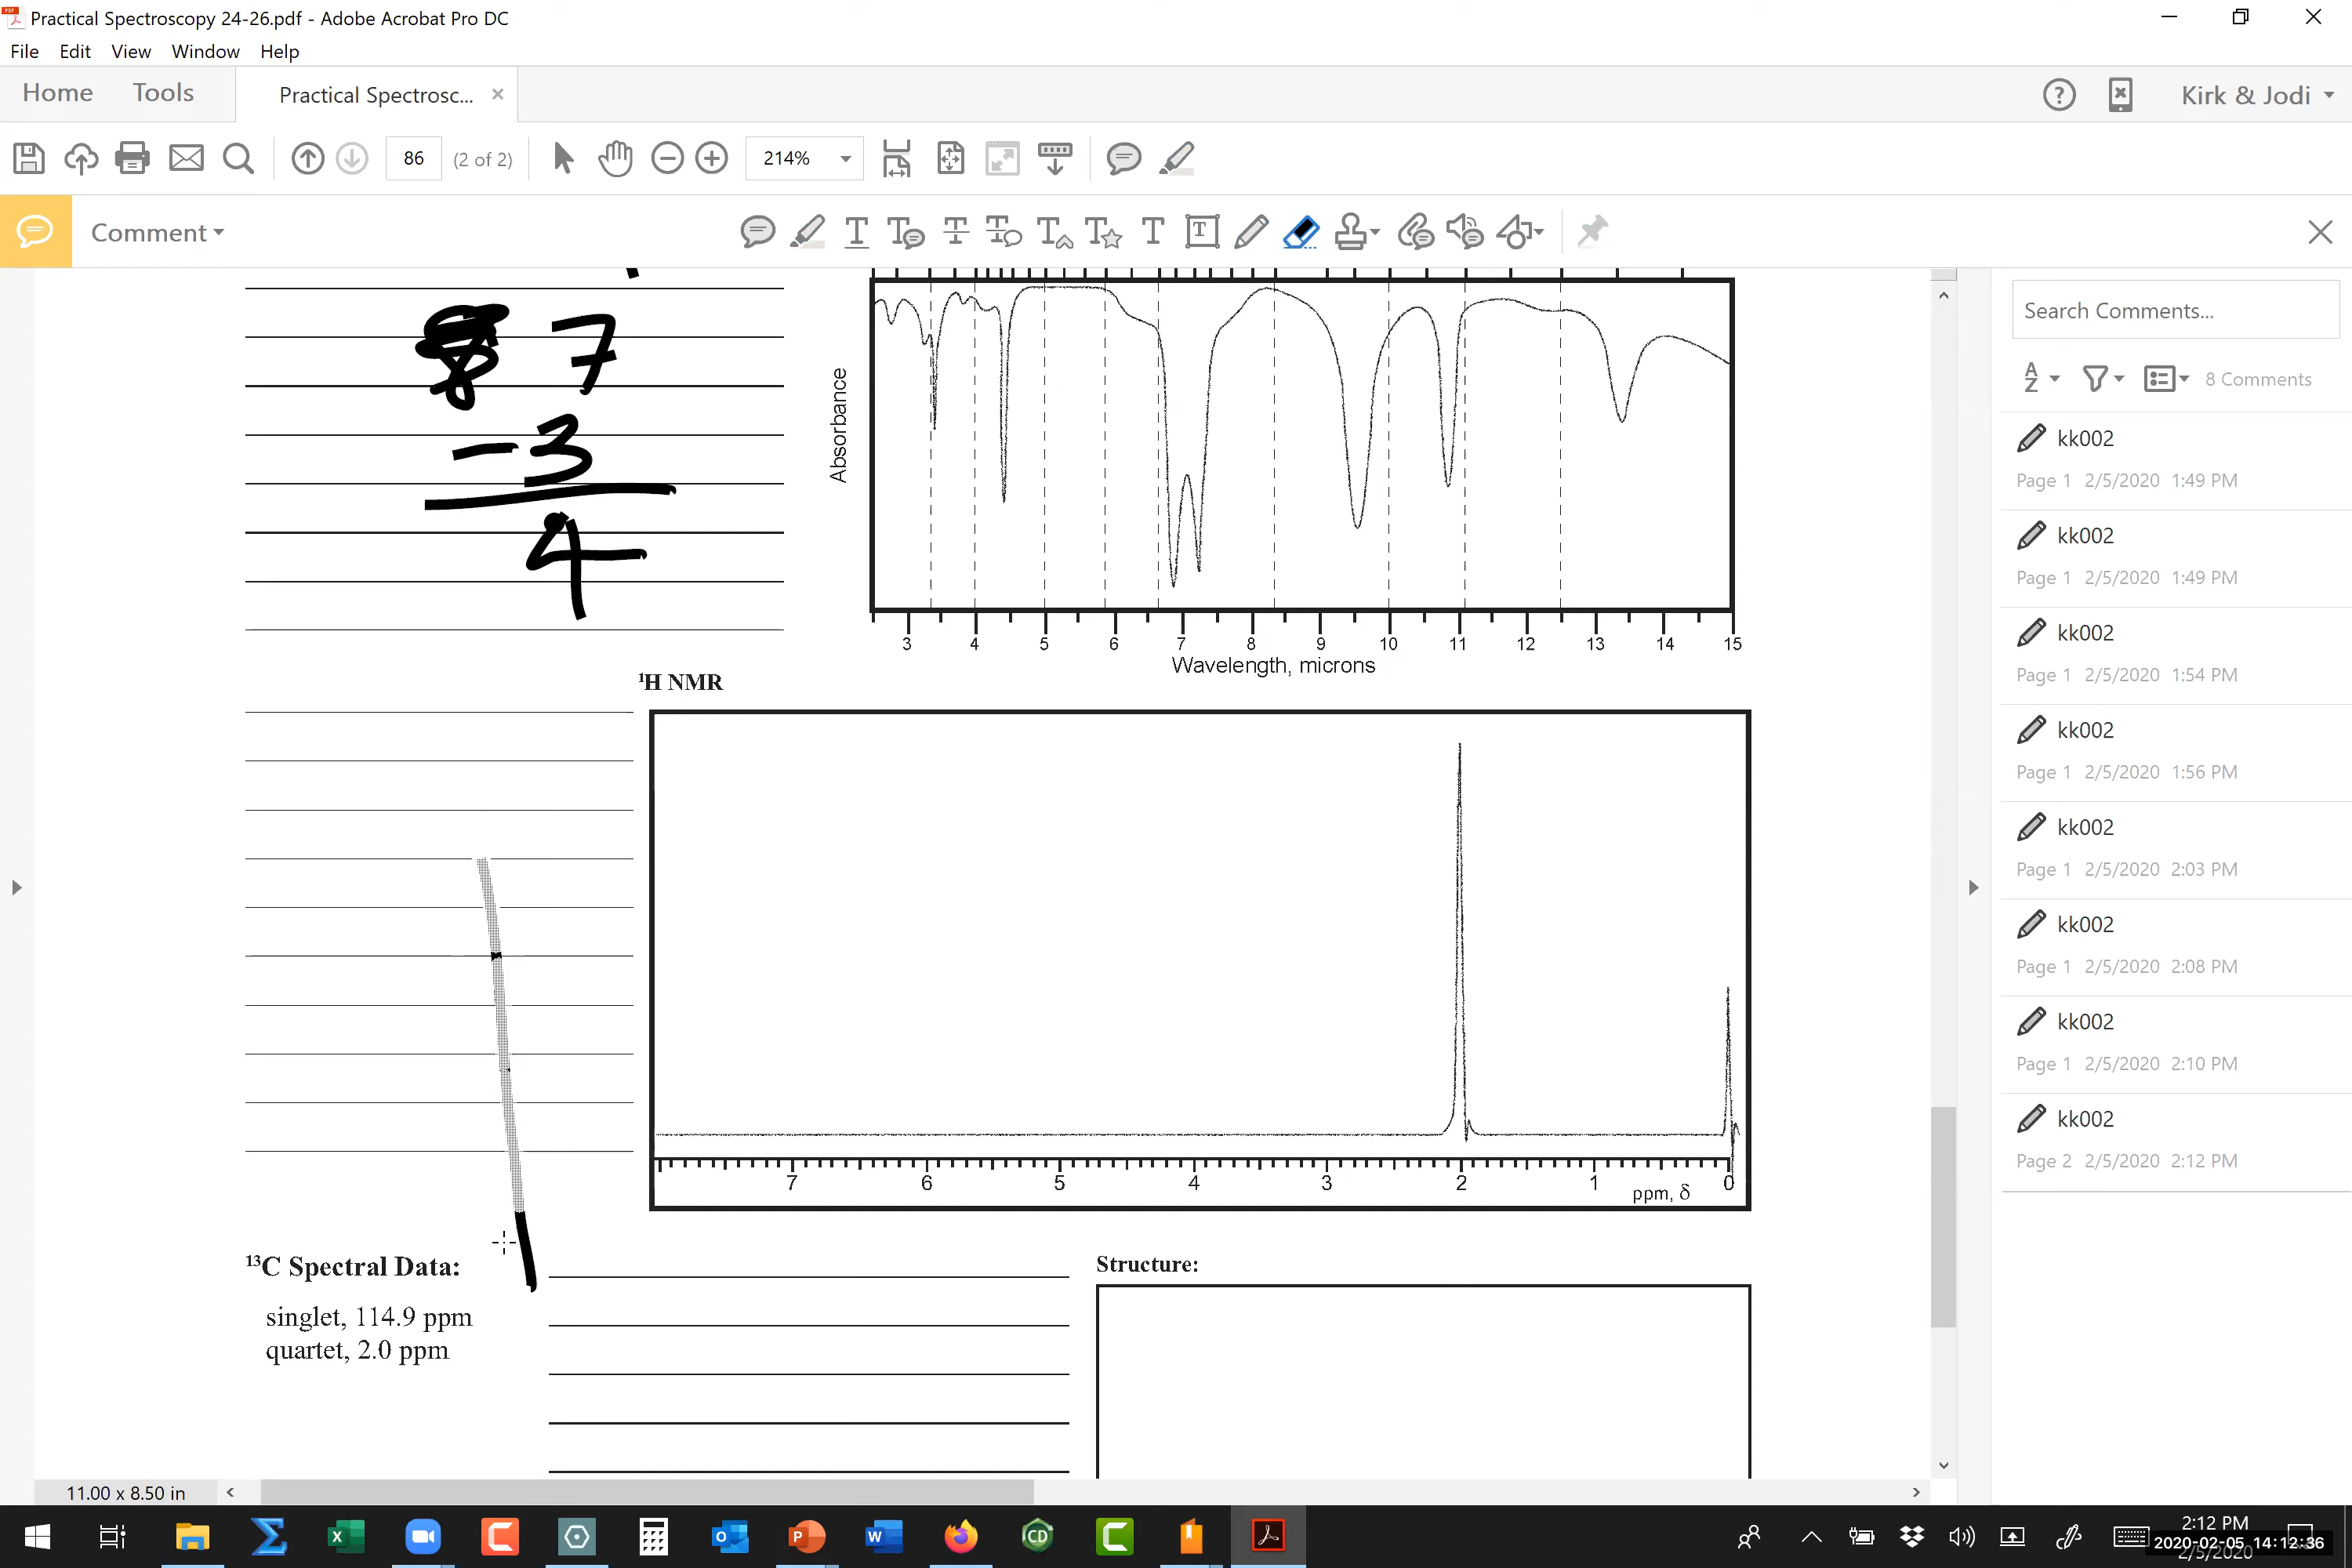 Practical Spectroscopy 24-26.pdf - Adobe Acrobat Pro DC
File Edit View Window Help
Home Tools Practical Spectrosc... × Kirk & Jodi
86 (2 of 2) 214%
Comment
Search Comments...
8 Comments
kk002
Page 1 2/5/2020 1:49 PM
kk002
Page 1 2/5/2020 1:49 PM
kk002
Page 1 2/5/2020 1:54 PM
kk002
Page 1 2/5/2020 1:56 PM
kk002
Page 1 2/5/2020 2:03 PM
kk002
Page 1 2/5/2020 2:08 PM
kk002
Page 1 2/5/2020 2:10 PM
kk002
Page 2 2/5/2020 2:12 PM
7
-3
4
Absorbance
3 4 5 6 7 8 9 10 11 12 13 14 15
Wavelength, microns
¹H NMR
7 6 5 4 3 2 1 0
ppm, δ
¹³C Spectral Data:
singlet, 114.9 ppm
quartet, 2.0 ppm
Structure:
11.00 x 8.50 in
2:12 PM
2020-02-05 14:12:36